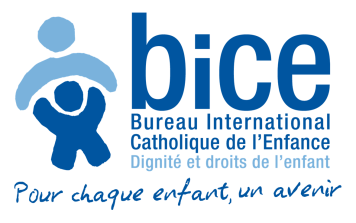 bice
Bureau International
Catholique de l'Enfance
Dignité et droits de l'enfant
Pour chaque enfant, un avenir